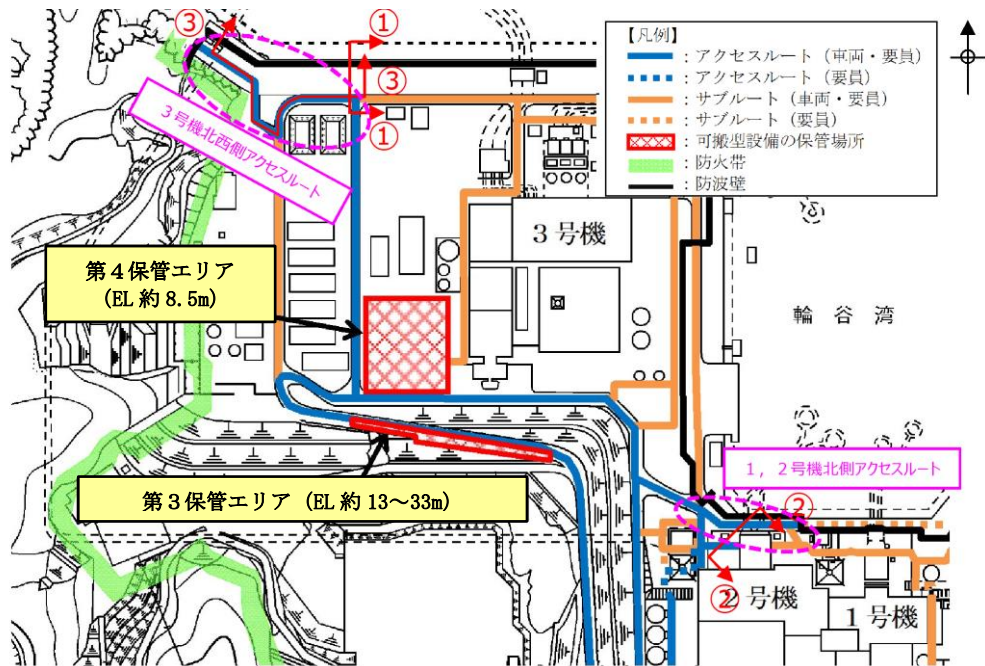 ③
①
【凡例】
：アクセスルート（車両・要員）
：アクセスルート（要員）
：サブルート（車両・要員）
：サブルート（要員）
：可搬型設備の保管場所
：防火帯
：防波壁
③
①
３号機北西側アクセスルート
３号機
第４保管エリア
(EL 約 8.5m)
輪谷湾
１，２号機北側アクセスルート
第３保管エリア（EL 約 13～33m）
②
②
２号機
１号機